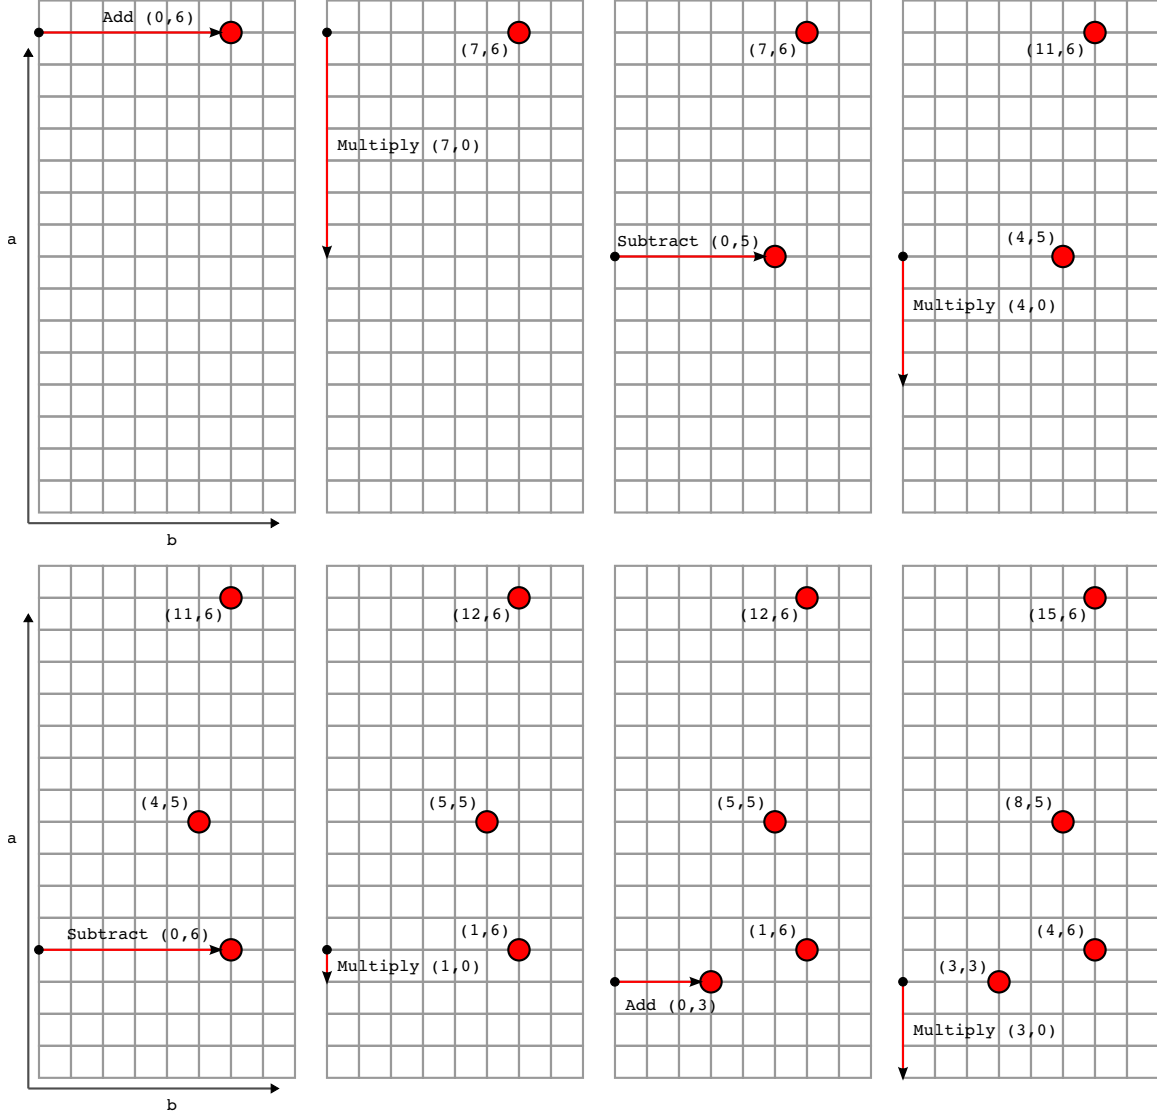 Add (0,6)
(7,6)
Multiply (7,0)
(7,6)
Subtract (0,5)
(11,6)
(4,5)
Multiply (4,0)
a
b
(11,6)
(4,5)
Subtract (0,6)
(12,6)
(5,5)
(1,6)
Multiply (1,0)
(12,6)
(5,5)
(1,6)
Add (0,3)
(15,6)
(8,5)
(4,6)
(3,3)
Multiply (3,0)
a
b